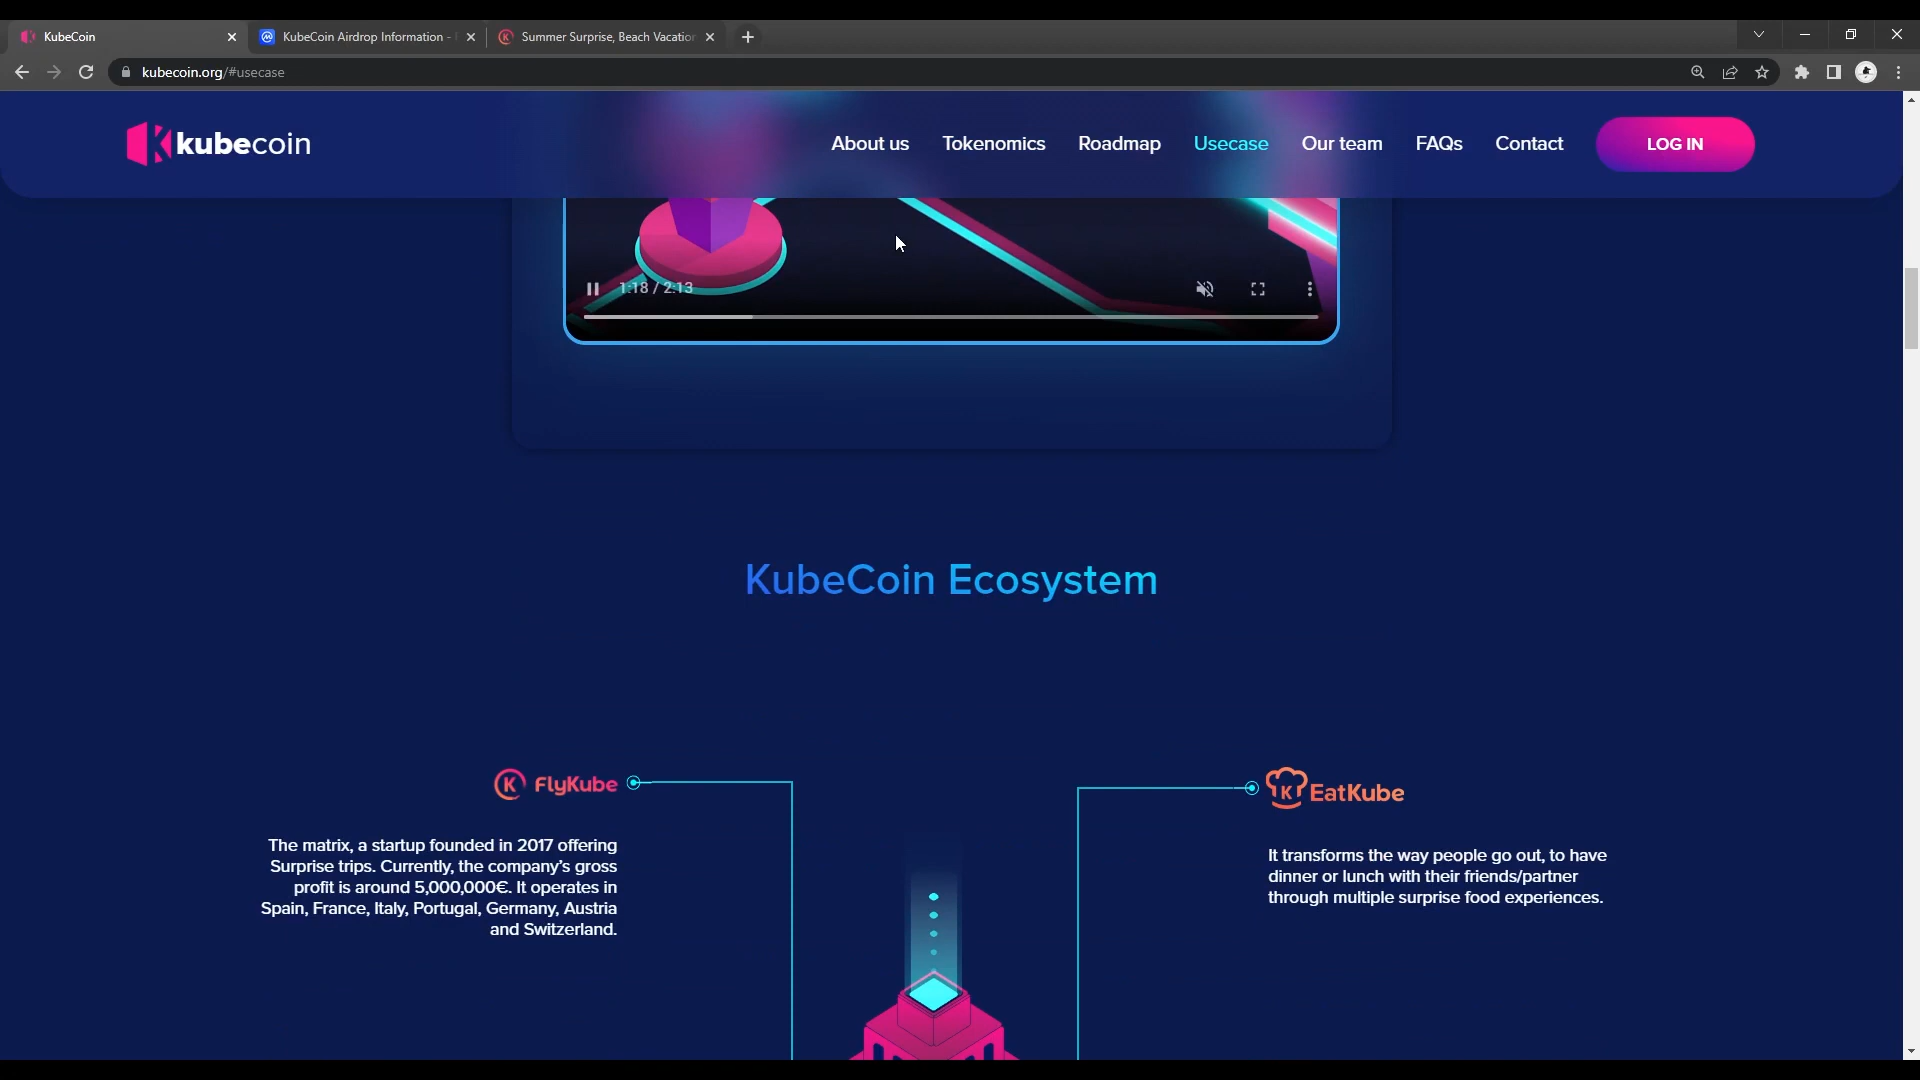 KubeCoin
KubeCoin Airdrop Information -
Summer Surprise, Beach Vacation
kubecoin.org/#usecase
kubecoin
About us
Tokenomics
Roadmap
Usecase
Our team
FAQs
Contact
LOG IN
1:18 / 2:13
KubeCoin Ecosystem
K FlyKube
The matrix, a startup founded in 2017 offering
Surprise trips. Currently, the company's gross
profit is around 5,000,000€. It operates in
Spain, France, Italy, Portugal, Germany, Austria
and Switzerland.
K EatKube
It transforms the way people go out, to have
dinner or lunch with their friends/partner
through multiple surprise food experiences.